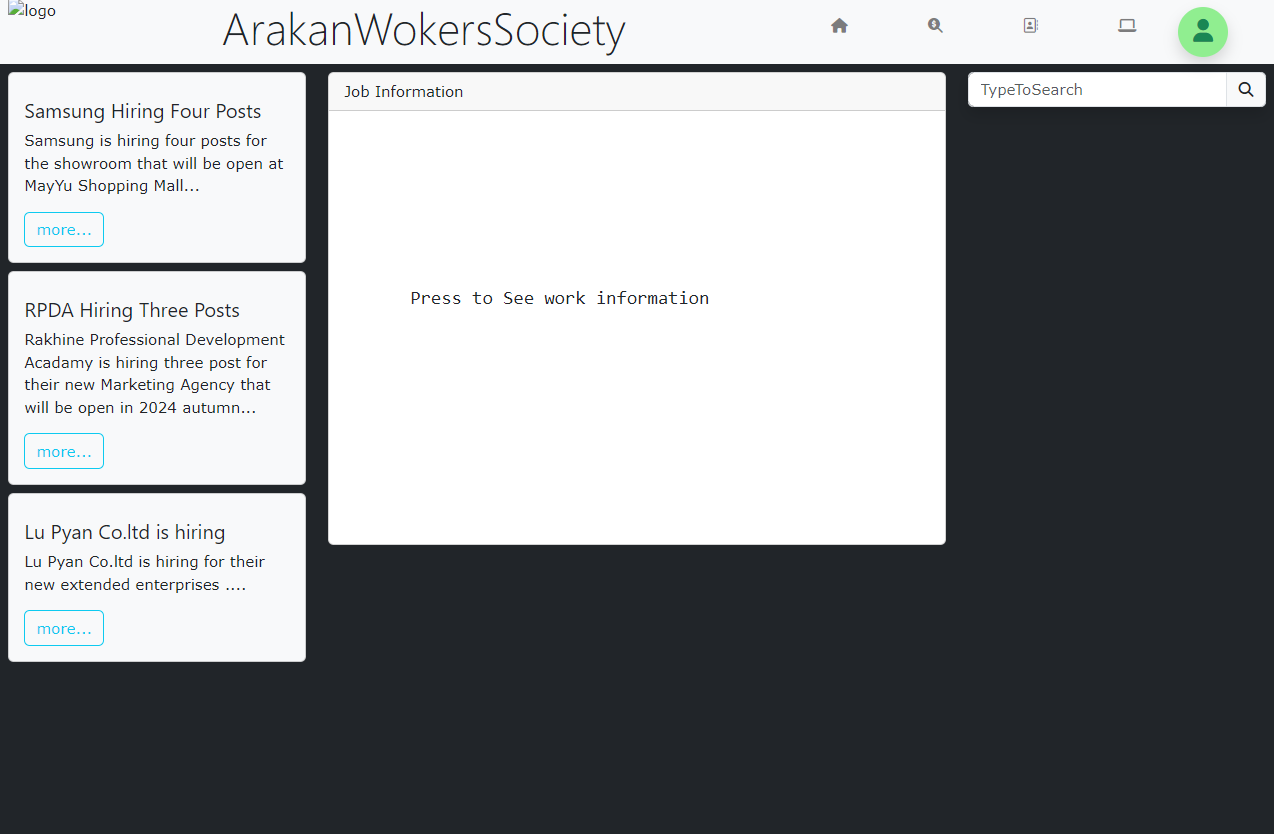 logo
ArakanWokersSociety
Samsung Hiring Four Posts
Samsung is hiring four posts for
the showroom that will be open at
MayYu Shopping Mall...
more...
RPDA Hiring Three Posts
Rakhine Professional Development
Acadamy is hiring three post for
their new Marketing Agency that
will be open in 2024 autumn...
more...
Lu Pyan Co.ltd is hiring
Lu Pyan Co.ltd is hiring for their
new extended enterprises ....
more...
Job Information
Press to See work information
TypeToSearch